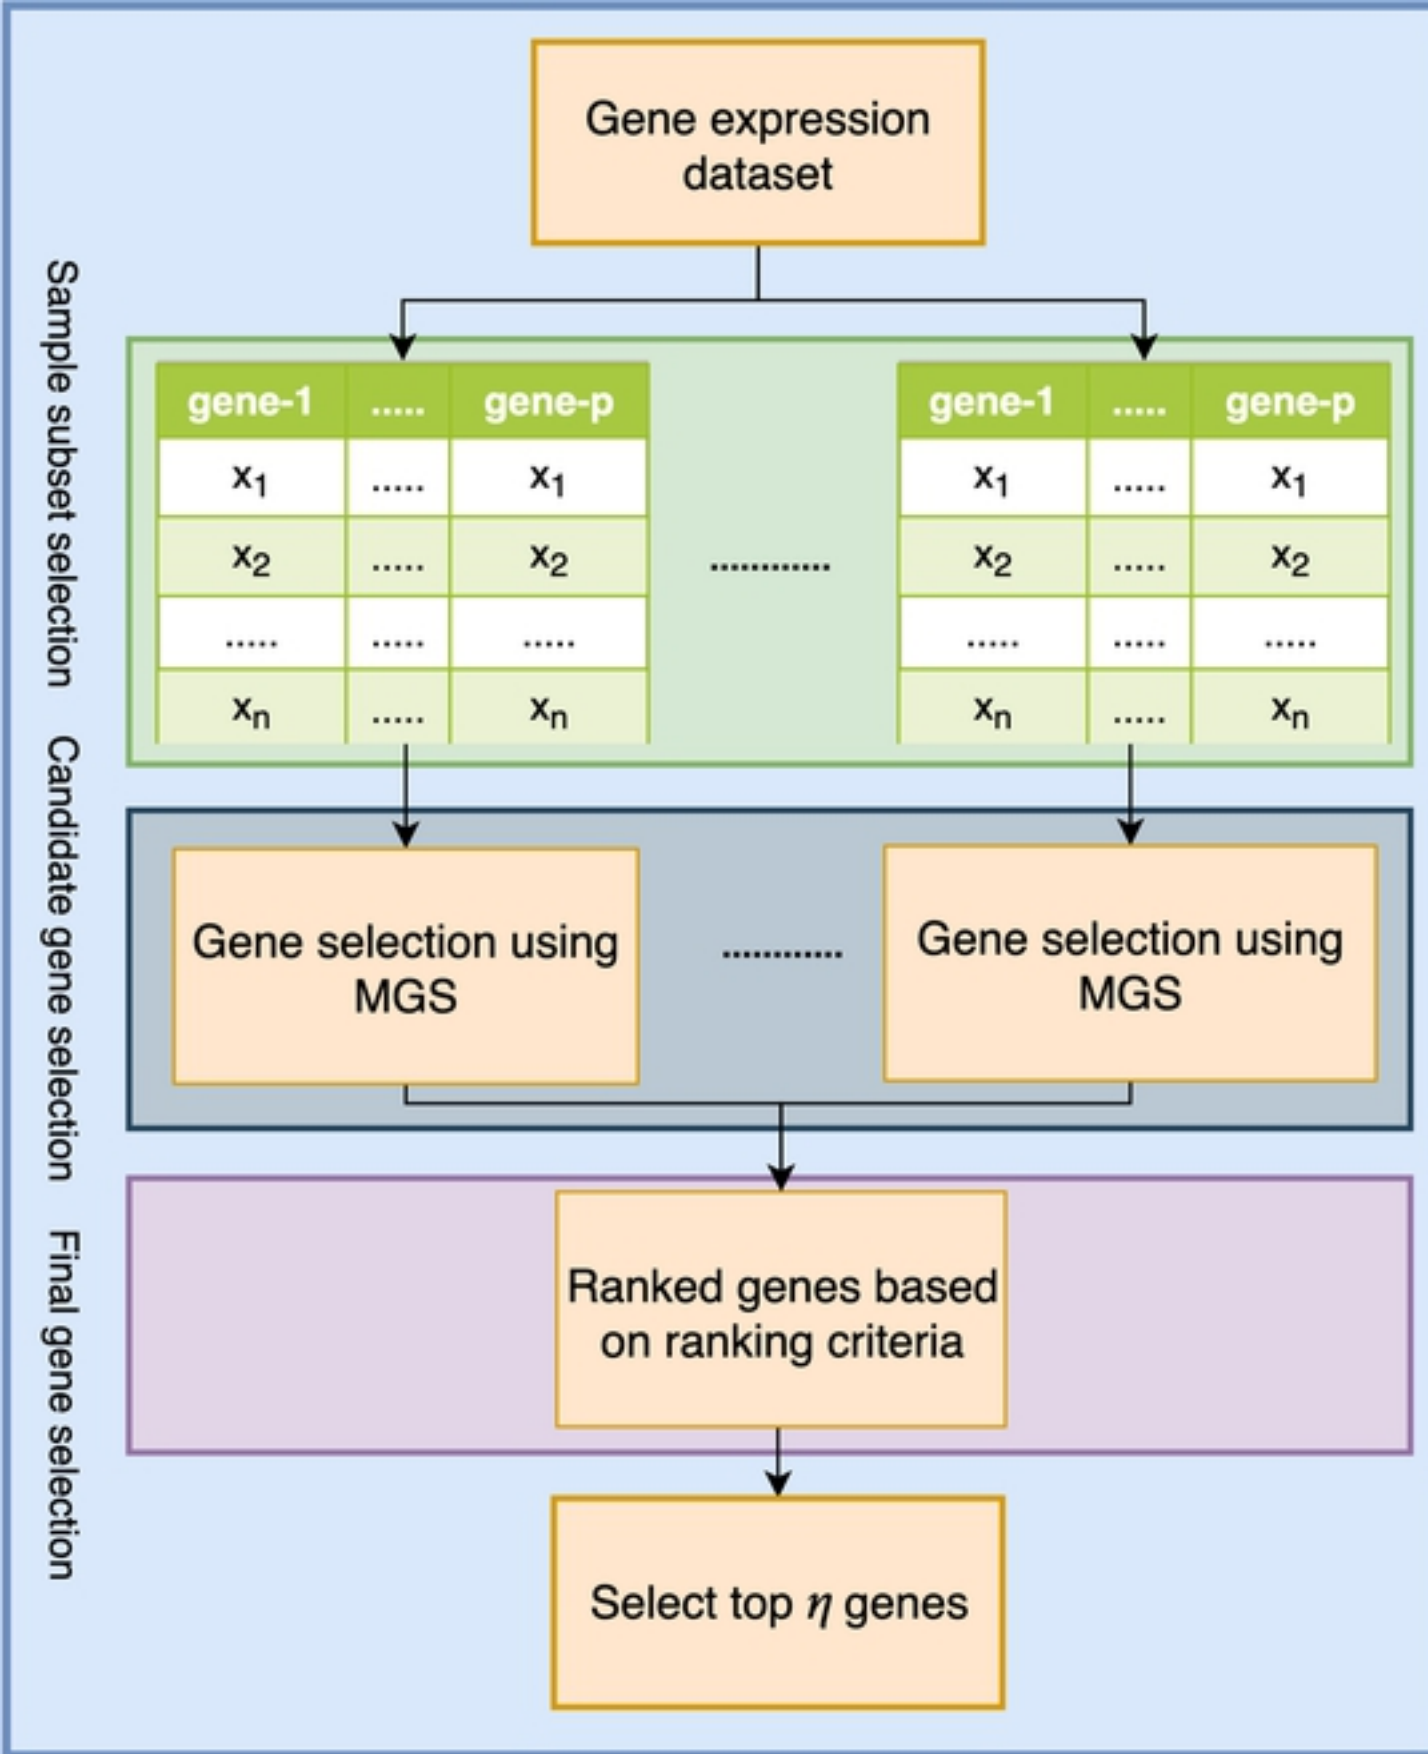 Gene expression
dataset
Sample subset selection
gene-1 ..... gene-p
x₁ ..... x₁
x₂ ..... x₂
..... ..... .....
xₙ ..... xₙ
............
gene-1 ..... gene-p
x₁ ..... x₁
x₂ ..... x₂
..... ..... .....
xₙ ..... xₙ
Candidate gene selection
Gene selection using
MGS
............
Gene selection using
MGS
Final gene selection
Ranked genes based
on ranking criteria
Select top η genes